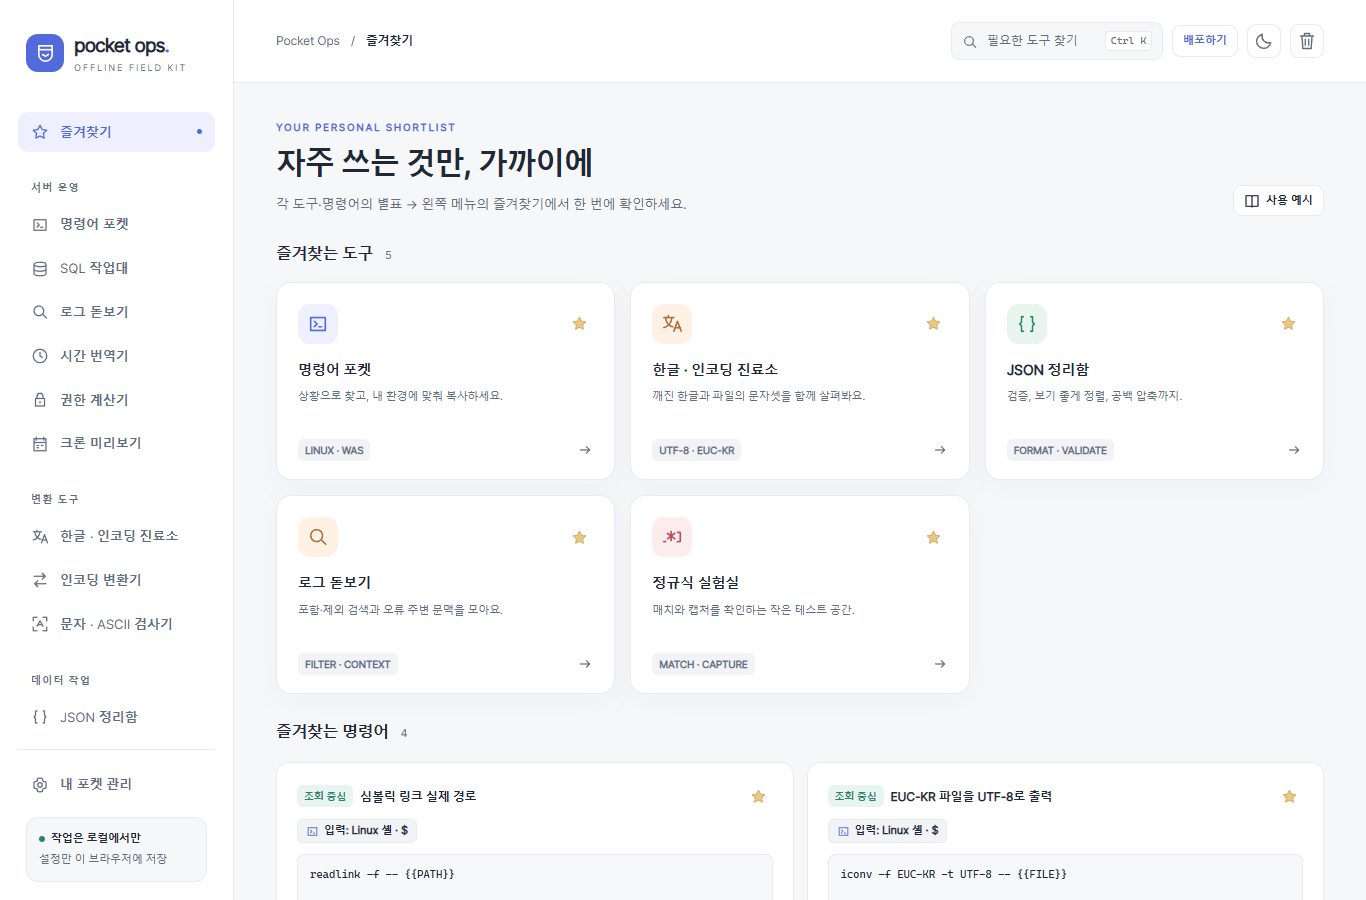 pocket ops.
OFFLINE FIELD KIT
즐겨찾기
서버 운영
명령어 포켓
SQL 작업대
로그 돋보기
시간 번역기
권한 계산기
크론 미리보기
변환 도구
한글 · 인코딩 진료소
인코딩 변환기
문자 · ASCII 검사기
데이터 작업
JSON 정리함
내 포켓 관리
작업은 로컬에서만
설정만 이 브라우저에 저장
Pocket Ops / 즐겨찾기
필요한 도구 찾기 Ctrl K
배포하기
YOUR PERSONAL SHORTLIST
자주 쓰는 것만, 가까이에
각 도구·명령어의 별표 → 왼쪽 메뉴의 즐겨찾기에서 한 번에 확인하세요.
사용 예시
즐겨찾는 도구 5
명령어 포켓
상황으로 찾고, 내 환경에 맞춰 복사하세요.
LINUX · WAS
한글 · 인코딩 진료소
깨진 한글과 파일의 문자셋을 함께 살펴봐요.
UTF-8 · EUC-KR
JSON 정리함
검증, 보기 좋게 정렬, 공백 압축까지.
FORMAT · VALIDATE
로그 돋보기
포함·제외 검색과 오류 주변 문맥을 모아요.
FILTER · CONTEXT
정규식 실험실
매치와 캡처를 확인하는 작은 테스트 공간.
MATCH · CAPTURE
즐겨찾는 명령어 4
조회 중심 심볼릭 링크 실제 경로
입력: Linux 셸 · $
readlink -f -- {{PATH}}
조회 중심 EUC-KR 파일을 UTF-8로 출력
입력: Linux 셸 · $
iconv -f EUC-KR -t UTF-8 -- {{FILE}}